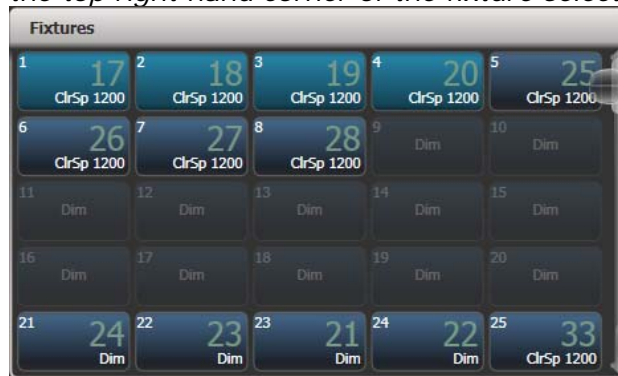 the top right hand corner of the fixture select
Fixtures
1 17 ClrSp 1200
2 18 ClrSp 1200
3 19 ClrSp 1200
4 20 ClrSp 1200
5 25 ClrSp 1200
6 26 ClrSp 1200
7 27 ClrSp 1200
8 28 ClrSp 1200
9 Dim
10 Dim
11 Dim
12 Dim
13 Dim
14 Dim
15 Dim
16 Dim
17 Dim
18 Dim
19 Dim
20 Dim
21 24 Dim
22 23 Dim
23 21 Dim
24 22 Dim
25 33 ClrSp 1200